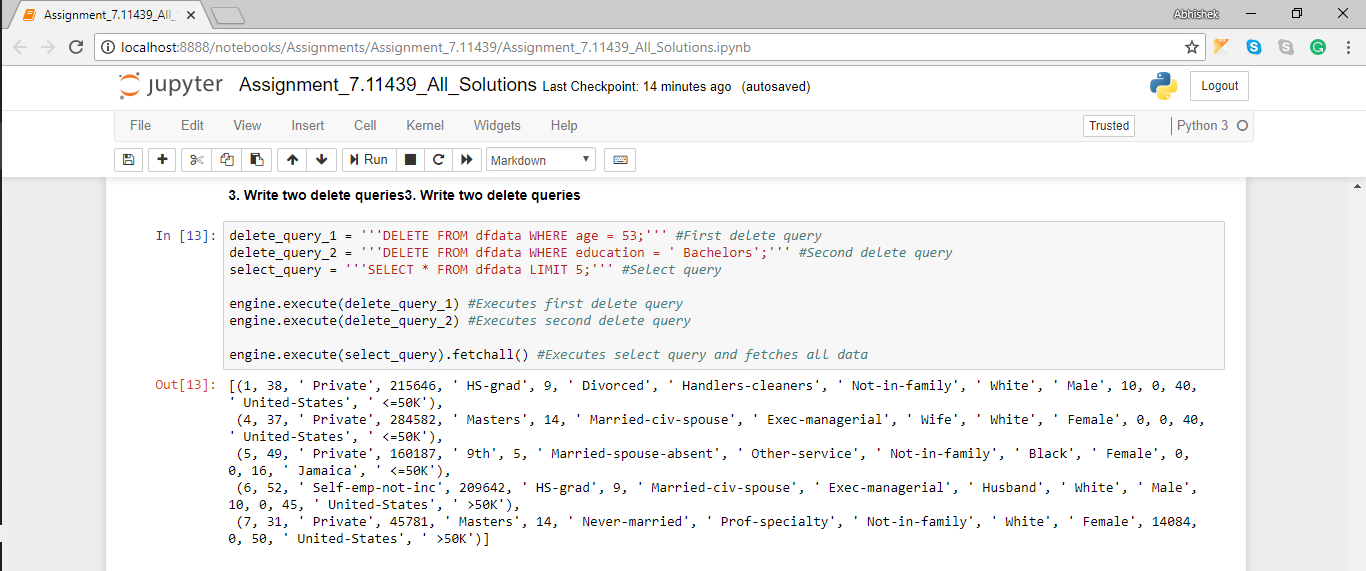 Assignment_7.11439_All_
Abhishek
localhost:8888/notebooks/Assignments/Assignment_7.11439/Assignment_7.11439_All_Solutions.ipynb
jupyter Assignment_7.11439_All_Solutions Last Checkpoint: 14 minutes ago (autosaved)
Logout
File Edit View Insert Cell Kernel Widgets Help Trusted Python 3
Run Markdown
3. Write two delete queries3. Write two delete queries
In [13]: delete_query_1 = '''DELETE FROM dfdata WHERE age = 53;''' #First delete query
delete_query_2 = '''DELETE FROM dfdata WHERE education = ' Bachelors';''' #Second delete query
select_query = '''SELECT * FROM dfdata LIMIT 5;''' #Select query
engine.execute(delete_query_1) #Executes first delete query
engine.execute(delete_query_2) #Executes second delete query
engine.execute(select_query).fetchall() #Executes select query and fetches all data
Out[13]: [(1, 38, ' Private', 215646, ' HS-grad', 9, ' Divorced', ' Handlers-cleaners', ' Not-in-family', ' White', ' Male', 10, 0, 40,
' United-States', ' <=50K'),
(4, 37, ' Private', 284582, ' Masters', 14, ' Married-civ-spouse', ' Exec-managerial', ' Wife', ' White', ' Female', 0, 0, 40,
' United-States', ' <=50K'),
(5, 49, ' Private', 160187, ' 9th', 5, ' Married-spouse-absent', ' Other-service', ' Not-in-family', ' Black', ' Female', 0,
0, 16, ' Jamaica', ' <=50K'),
(6, 52, ' Self-emp-not-inc', 209642, ' HS-grad', 9, ' Married-civ-spouse', ' Exec-managerial', ' Husband', ' White', ' Male',
10, 0, 45, ' United-States', ' >50K'),
(7, 31, ' Private', 45781, ' Masters', 14, ' Never-married', ' Prof-specialty', ' Not-in-family', ' White', ' Female', 14084,
0, 50, ' United-States', ' >50K')]